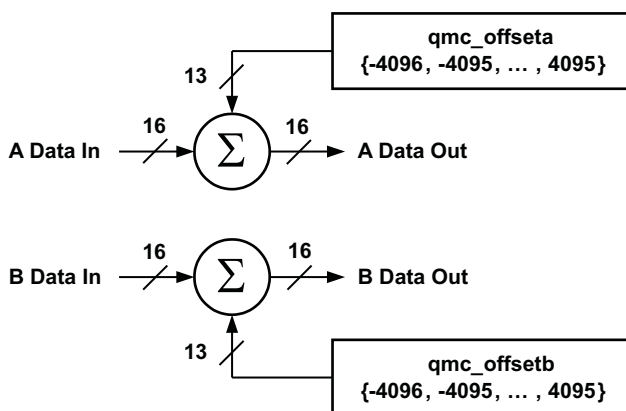 qmc_offseta
{-4096, -4095, … , 4095}
13
16
16
A Data In
Σ
A Data Out
16
16
B Data In
Σ
B Data Out
13
qmc_offsetb
{-4096, -4095, … , 4095}